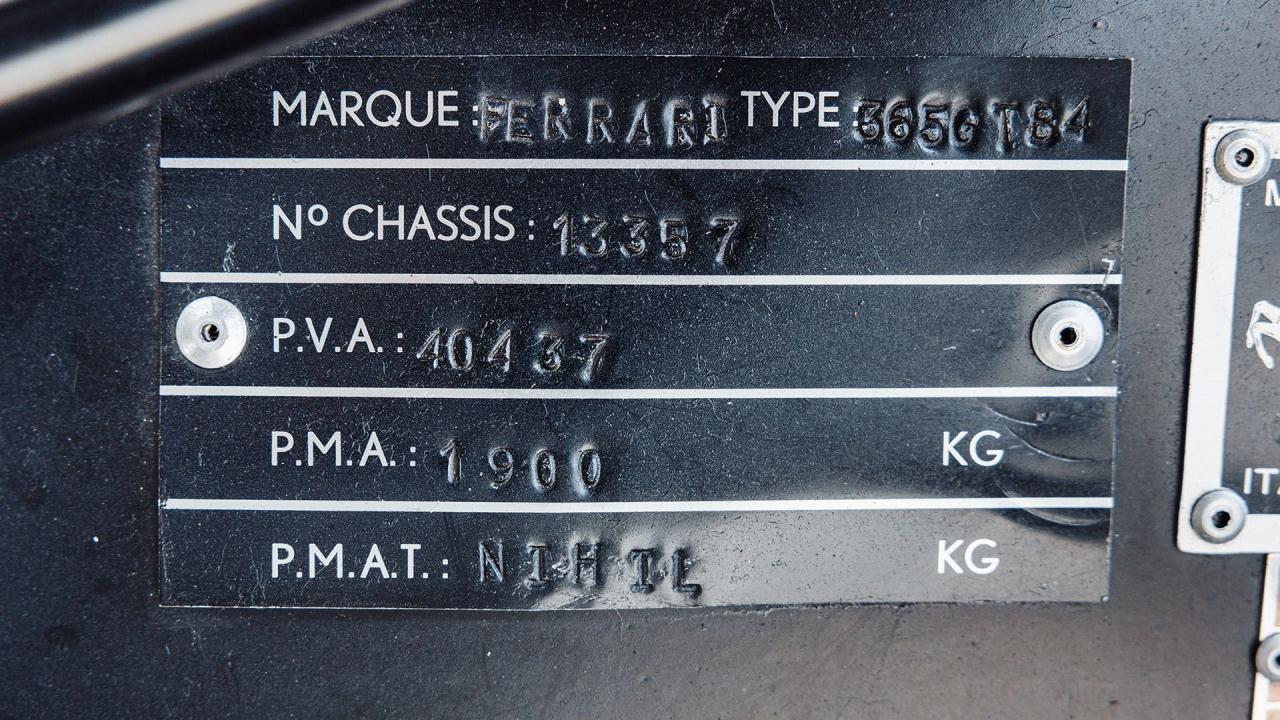 MARQUE : FERRARI TYPE : 365GTB4
Nº CHASSIS : 13357
P.V.A. : 40437
P.M.A. : 1900 KG
P.M.A.T. : NIHIL KG